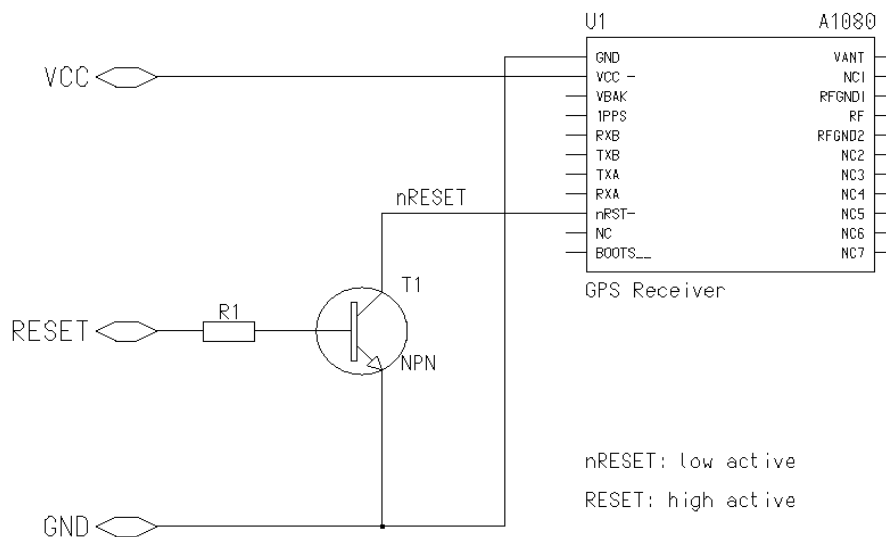 U1 A1080
GND VANT
VCC NC1
VBAK RFGND1
1PPS RF
RXB RFGND2
TXB NC2
TXA NC3
RXA NC4
nRST NC5
NC NC6
BOOTS__ NC7
GPS Receiver
VCC
nRESET
T1
R1
RESET
NPN
nRESET: low active
RESET: high active
GND